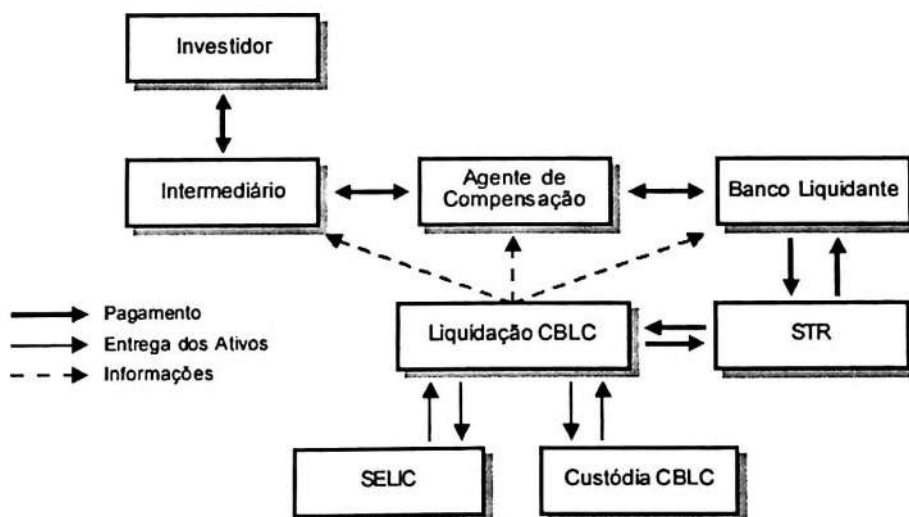 Investidor
Intermediário
Agente de
Compensação
Banco Liquidante
Pagamento
Entrega dos Ativos
Informações
Liquidação CBLC
STR
SELIC
Custódia CBLC